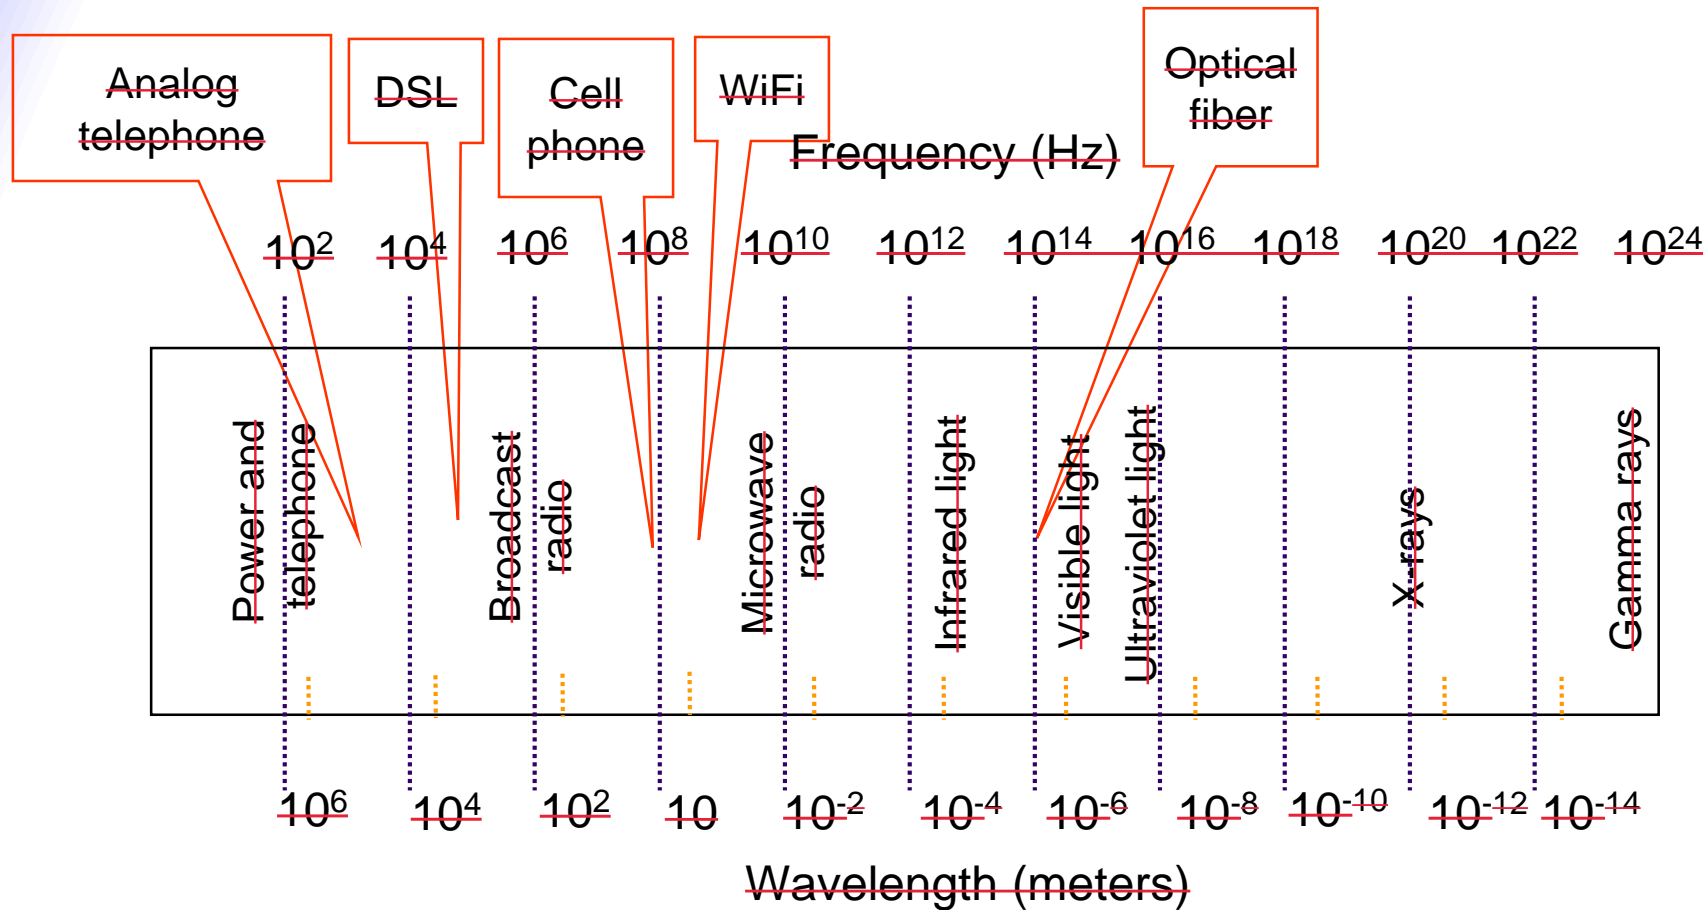 Analog
telephone
DSL
Cell
phone
WiFi
Optical
fiber
Frequency (Hz)
10² 10⁴ 10⁶ 10⁸ 10¹⁰ 10¹² 10¹⁴ 10¹⁶ 10¹⁸ 10²⁰ 10²² 10²⁴
Power and
telephone
Broadcast
radio
Microwave
radio
Infrared light
Visible light
Ultraviolet light
X-rays
Gamma rays
10⁶ 10⁴ 10² 10 10⁻² 10⁻⁴ 10⁻⁶ 10⁻⁸ 10⁻¹⁰ 10⁻¹² 10⁻¹⁴
Wavelength (meters)